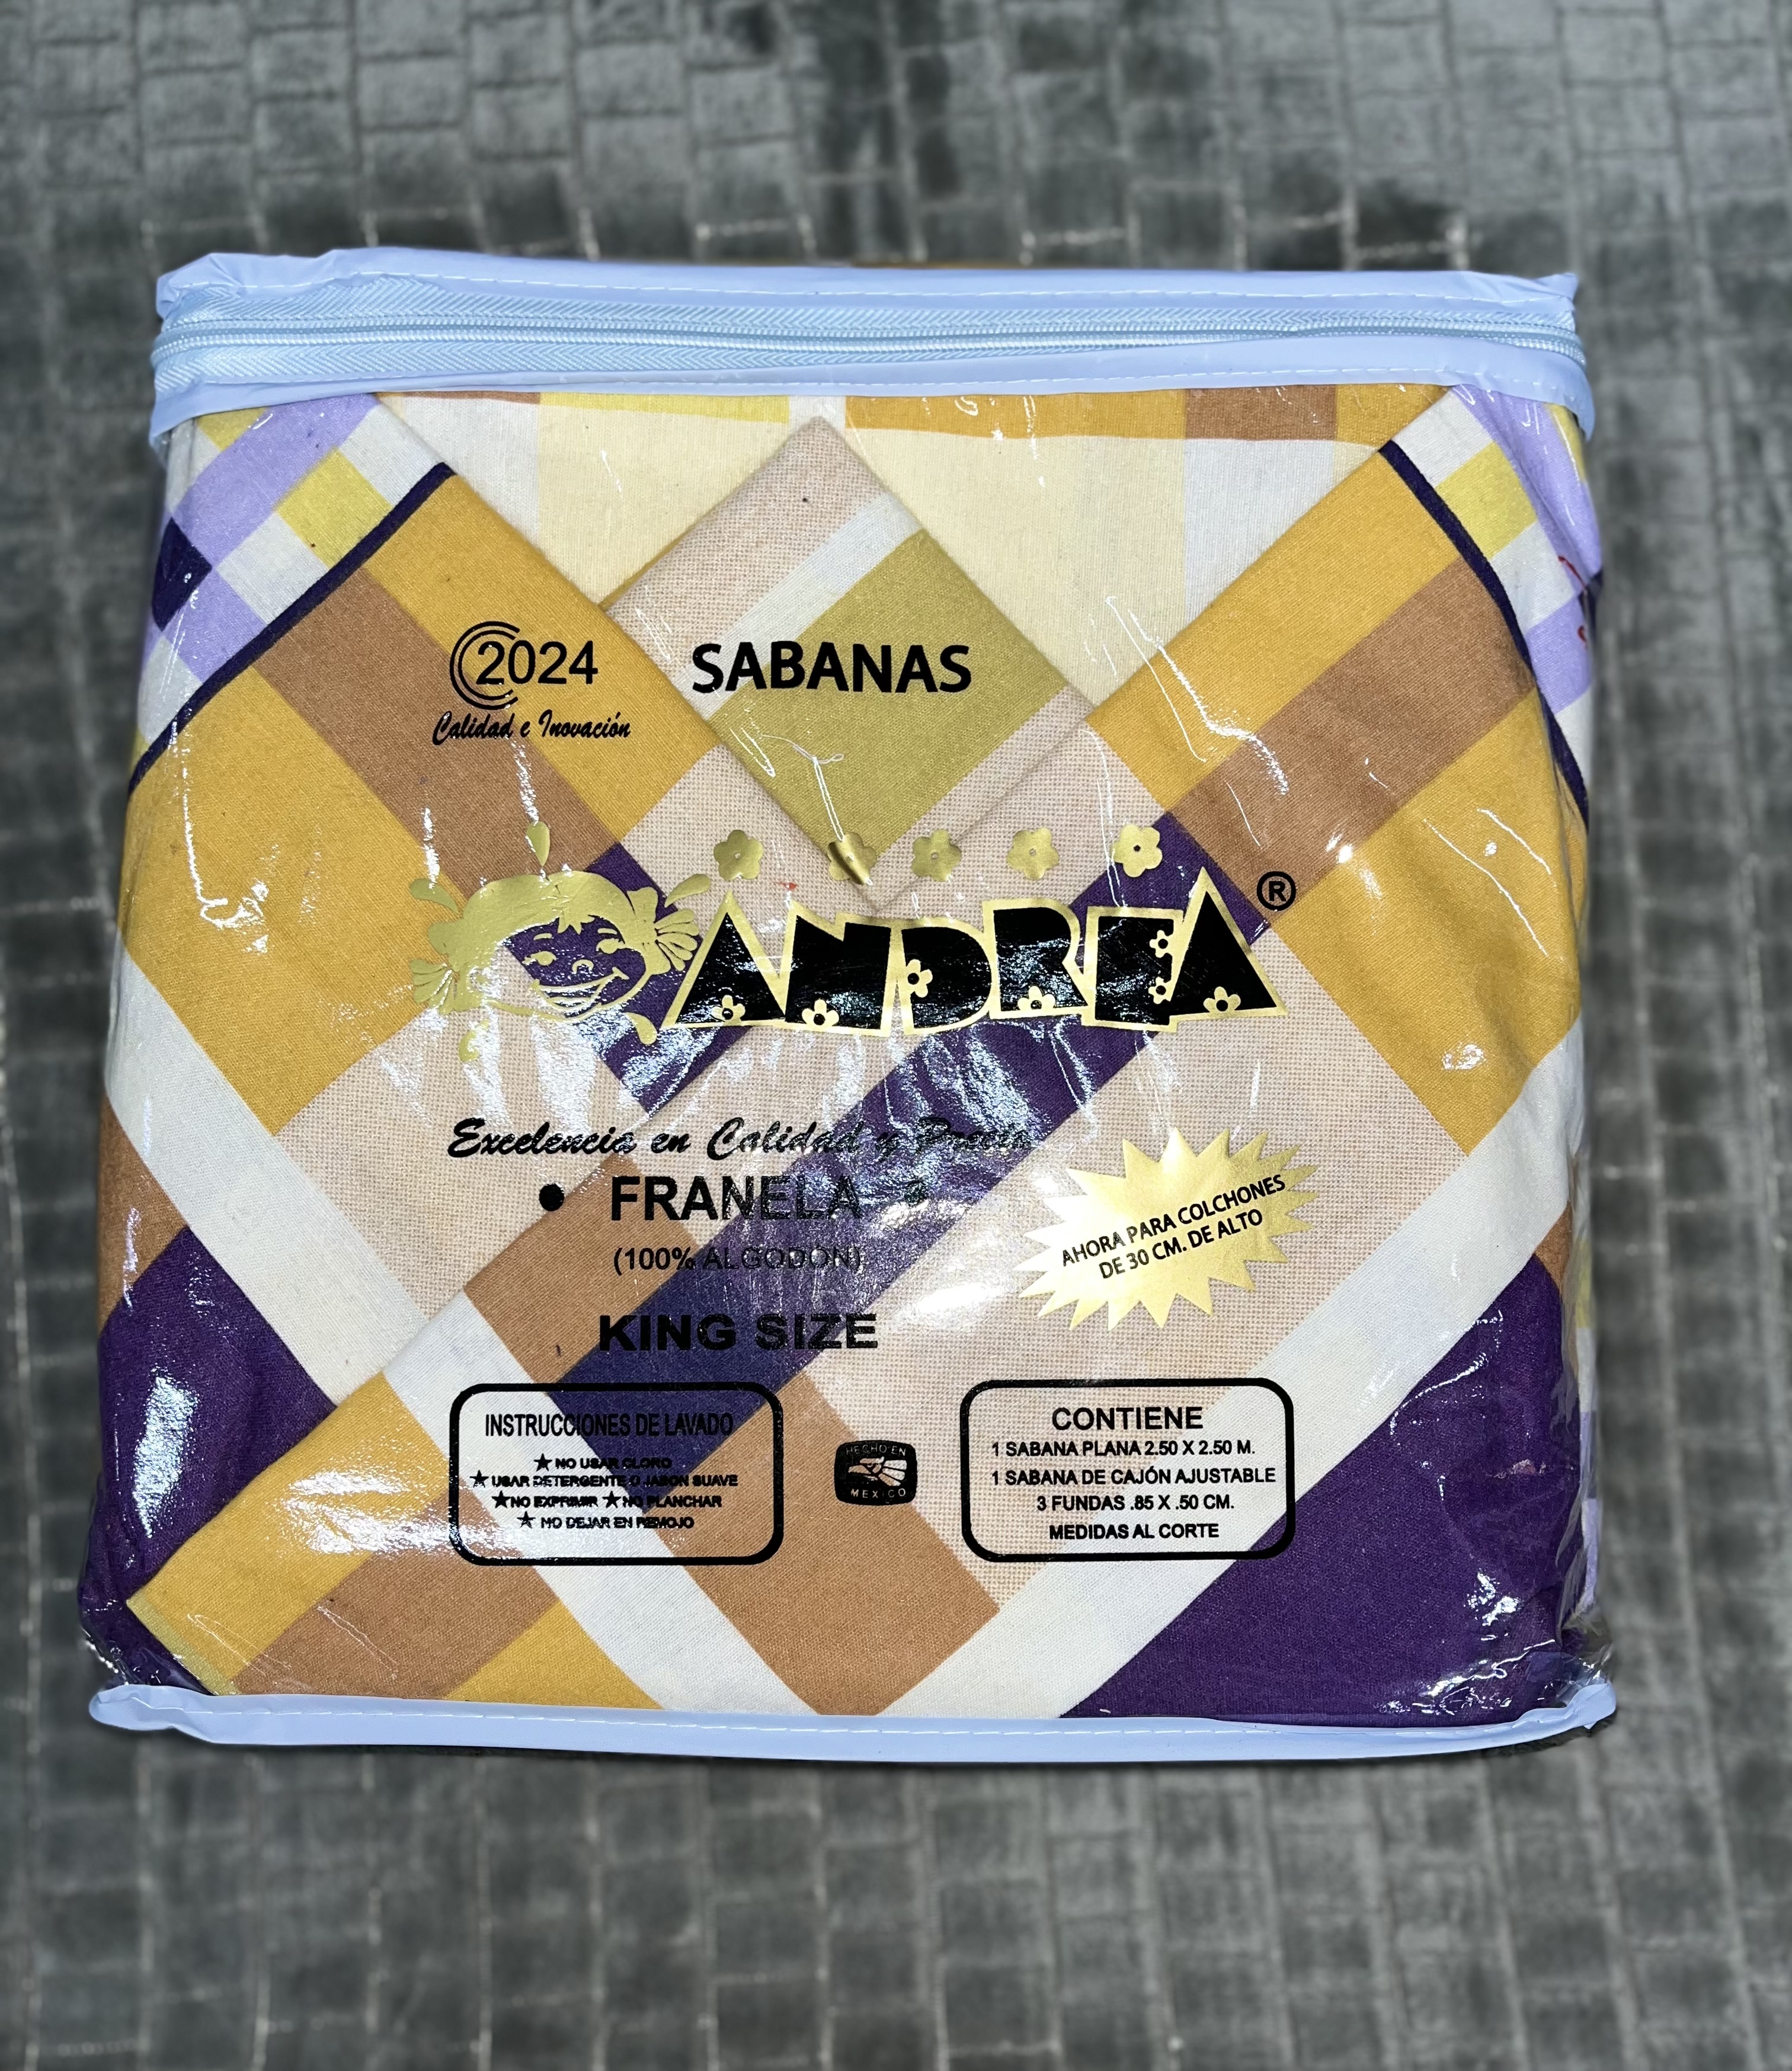 2024
Calidad e Inovación
SABANAS
ANDREA®
Excelencia en Calidad y Precio
• FRANELA •
(100% ALGODÓN)
KING SIZE
AHORA PARA COLCHONES
DE 30 CM. DE ALTO
INSTRUCCIONES DE LAVADO
★ NO USAR CLORO
★ USAR DETERGENTE O JABON SUAVE
★NO EXPRIMIR ★NO PLANCHAR
★ NO DEJAR EN REMOJO
HECHO EN
MEXICO
CONTIENE
1 SABANA PLANA 2.50 X 2.50 M.
1 SABANA DE CAJÓN AJUSTABLE
3 FUNDAS .85 X .50 CM.
MEDIDAS AL CORTE